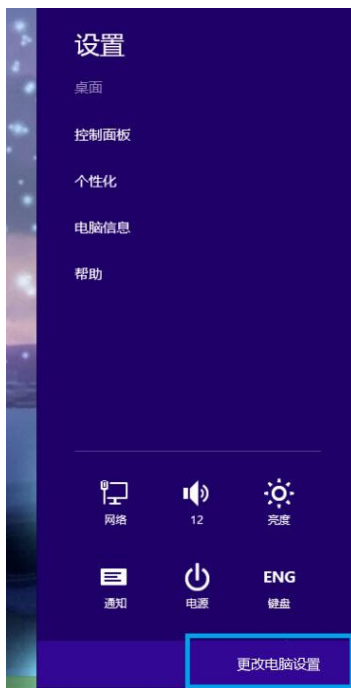 设置
桌面
控制面板
个性化
电脑信息
帮助
网络
12
亮度
通知
电源
ENG
键盘
更改电脑设置